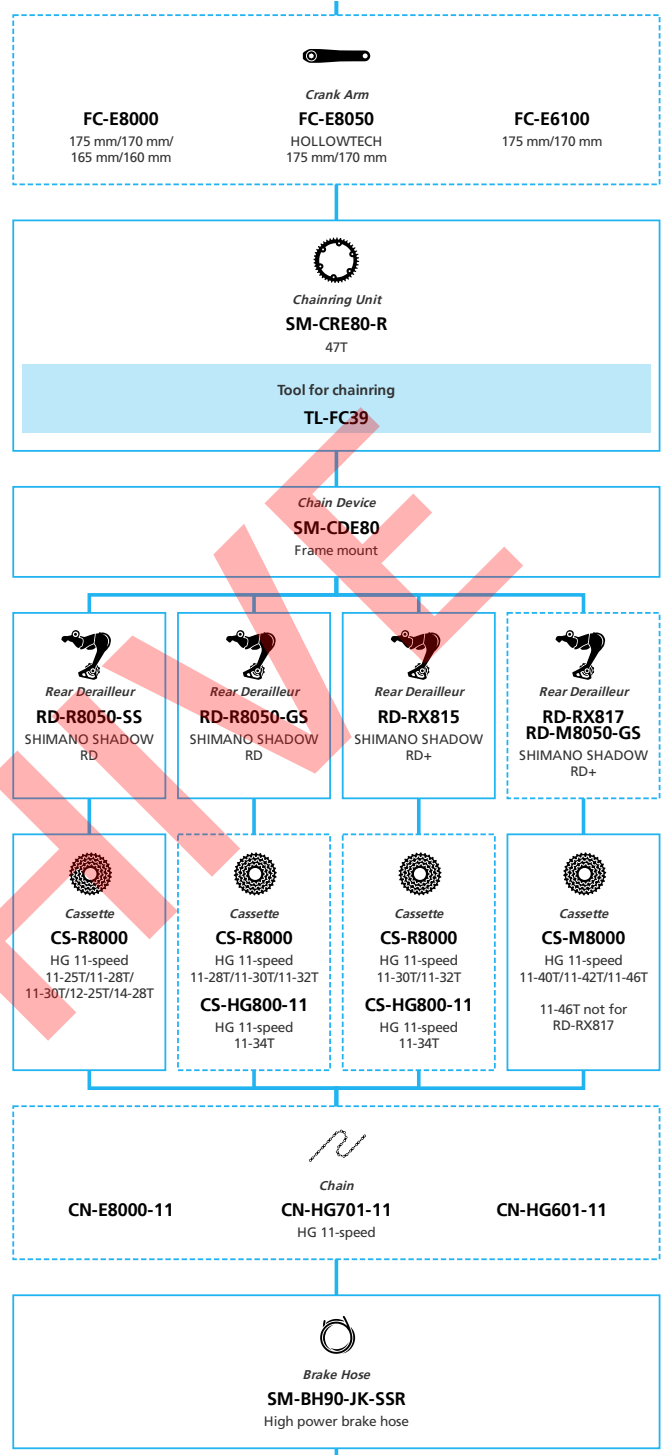 Crank Arm
FC-E8000
175 mm/170 mm/
165 mm/160 mm
FC-E8050
HOLLOWTECH
175 mm/170 mm
FC-E6100
175 mm/170 mm
Chainring Unit
SM-CRE80-R
47T
Tool for chainring
TL-FC39
Chain Device
SM-CDE80
Frame mount
Rear Derailleur
RD-R8050-SS
SHIMANO SHADOW
RD
Rear Derailleur
RD-R8050-GS
SHIMANO SHADOW
RD
Rear Derailleur
RD-RX815
SHIMANO SHADOW
RD+
Rear Derailleur
RD-RX817
RD-M8050-GS
SHIMANO SHADOW
RD+
Cassette
CS-R8000
HG 11-speed
11-25T/11-28T/
11-30T/12-25T/14-28T
Cassette
CS-R8000
HG 11-speed
11-28T/11-30T/11-32T
CS-HG800-11
HG 11-speed
11-34T
Cassette
CS-R8000
HG 11-speed
11-30T/11-32T
CS-HG800-11
HG 11-speed
11-34T
Cassette
CS-M8000
HG 11-speed
11-40T/11-42T/11-46T
11-46T not for
RD-RX817
Chain
CN-E8000-11
CN-HG701-11
HG 11-speed
CN-HG601-11
Brake Hose
SM-BH90-JK-SSR
High power brake hose
HIVE